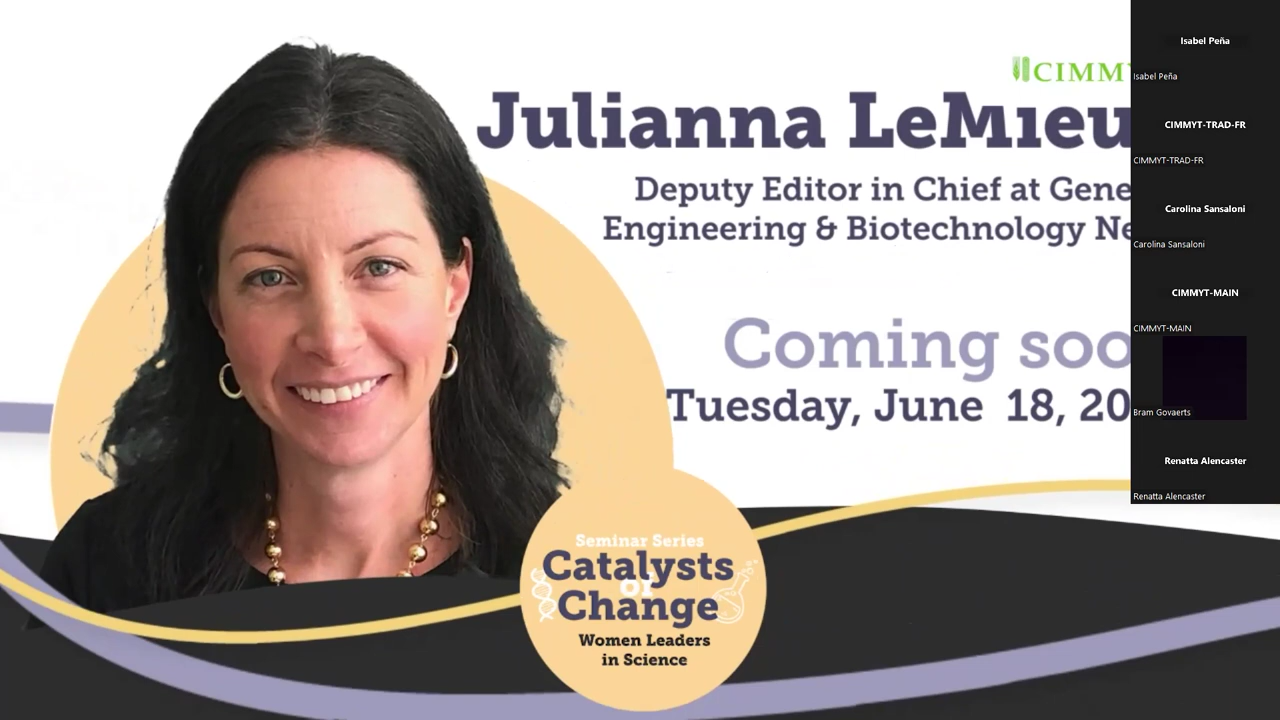 CIMMY
Julianna LeMieu
Deputy Editor in Chief at Gene
Engineering & Biotechnology Ne
Coming soo
Tuesday, June 18, 20
Seminar Series
Catalysts
of
Change
Women Leaders
in Science
Isabel Peña
Isabel Peña
CIMMYT-TRAD-FR
CIMMYT-TRAD-FR
Carolina Sansaloni
Carolina Sansaloni
CIMMYT-MAIN
CIMMYT-MAIN
Bram Govaerts
Renatta Alencaster
Renatta Alencaster